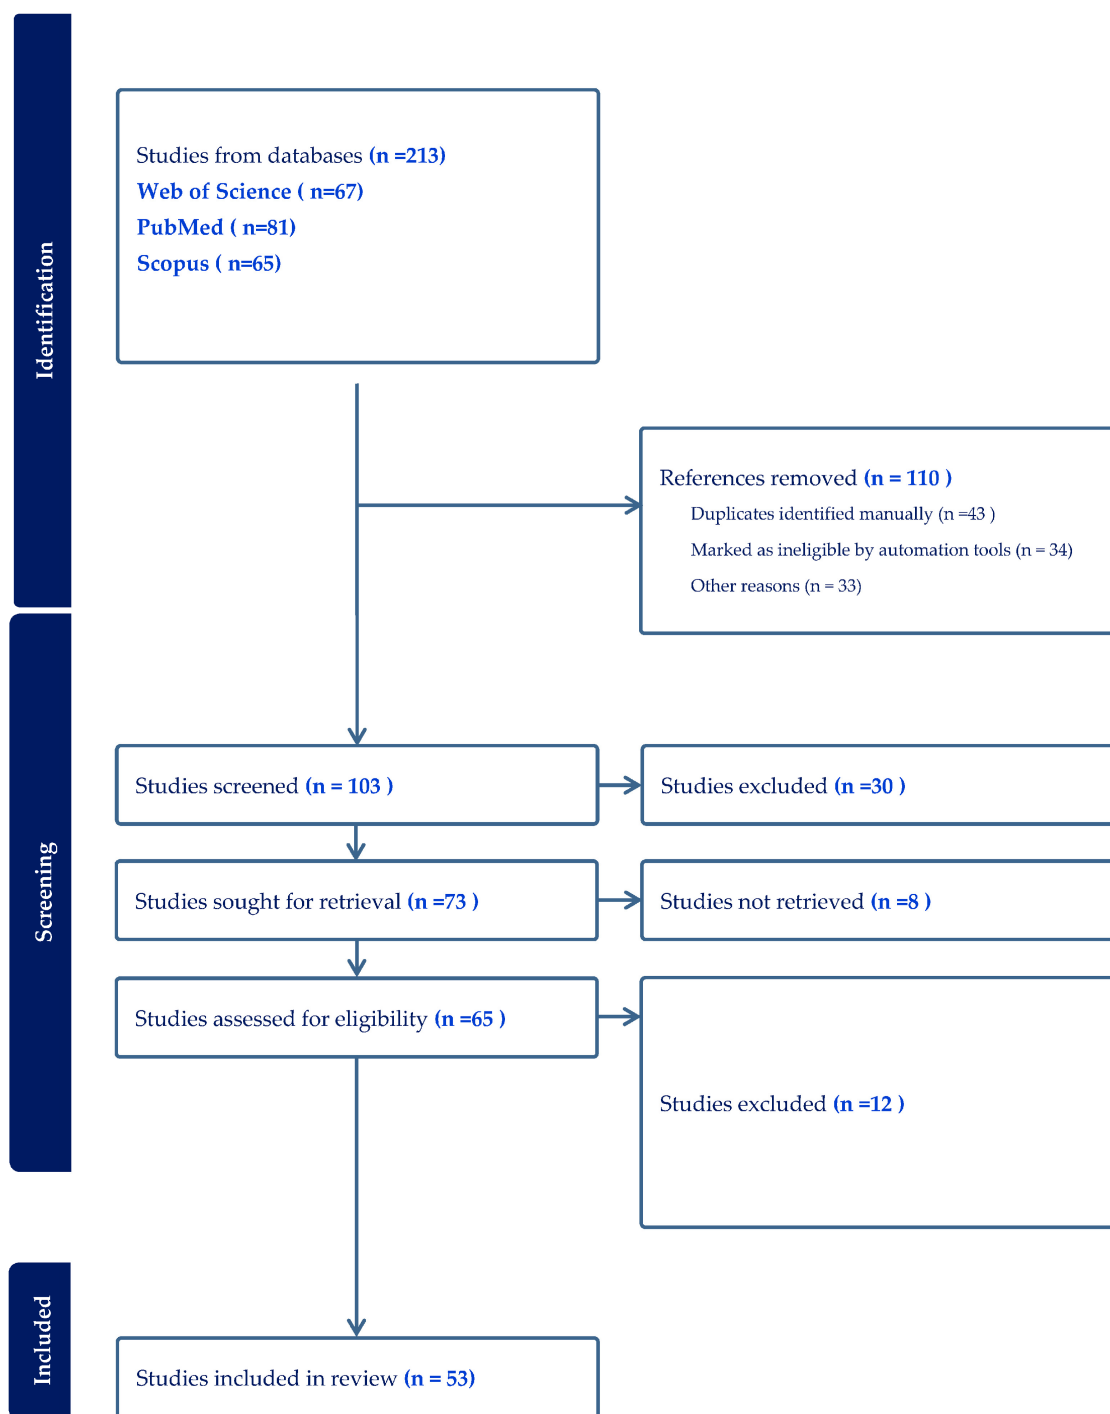 Identification
Studies from databases (n =213)
Web of Science ( n=67)
PubMed ( n=81)
Scopus ( n=65)
References removed (n = 110 )
Duplicates identified manually (n =43 )
Marked as ineligible by automation tools (n = 34)
Other reasons (n = 33)
Screening
Studies screened (n = 103 )
Studies excluded (n =30 )
Studies sought for retrieval (n =73 )
Studies not retrieved (n =8 )
Studies assessed for eligibility (n =65 )
Studies excluded (n =12 )
Included
Studies included in review (n = 53)